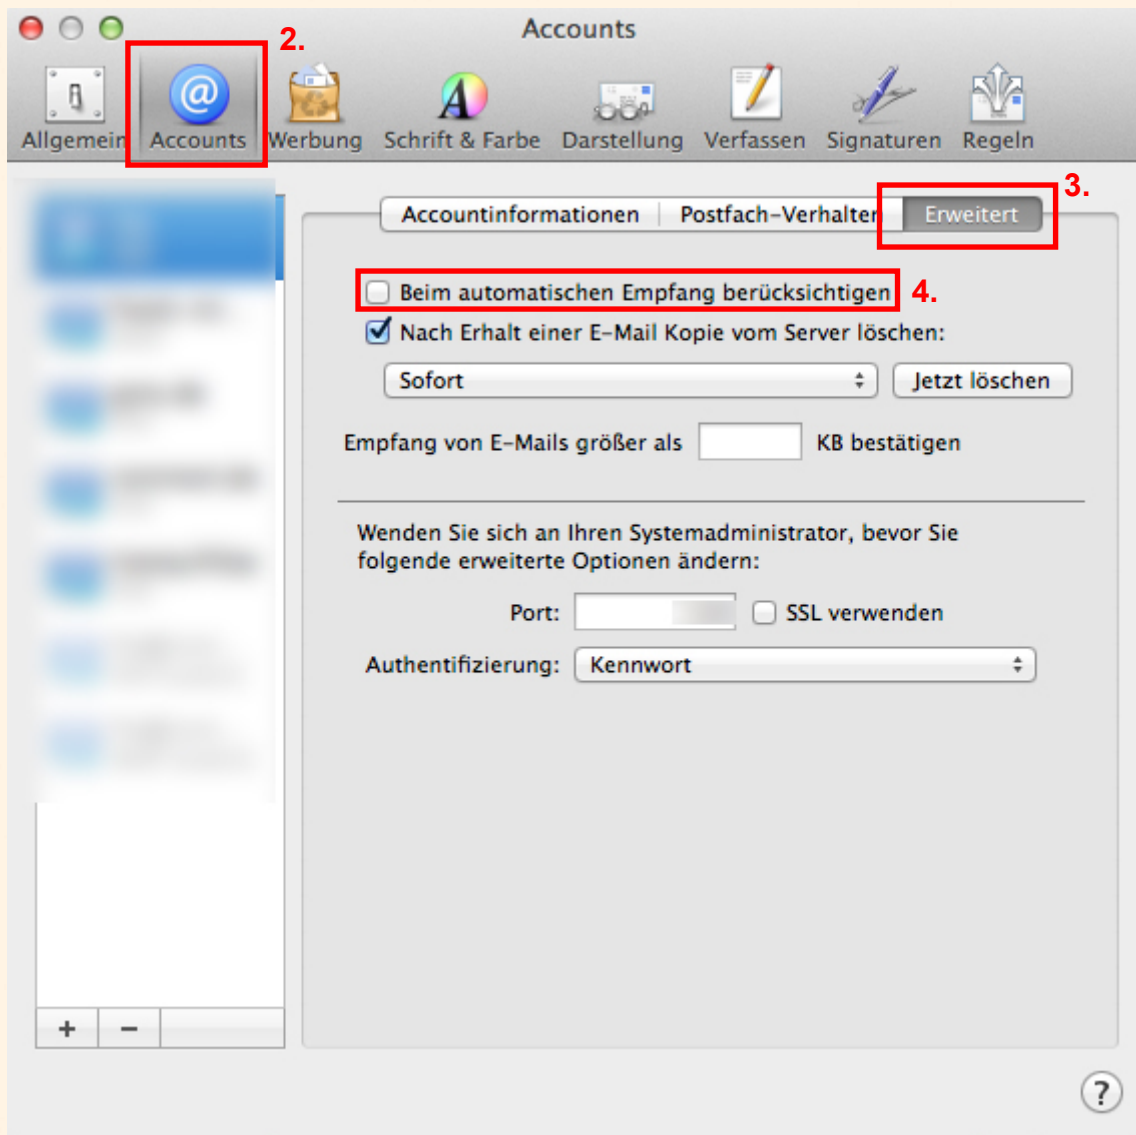 Accounts
2.
Allgemein Accounts Werbung Schrift & Farbe Darstellung Verfassen Signaturen Regeln
3.
Accountinformationen Postfach-Verhalten Erweitert
Beim automatischen Empfang berücksichtigen 4.
Nach Erhalt einer E-Mail Kopie vom Server löschen:
Sofort Jetzt löschen
Empfang von E-Mails größer als KB bestätigen
Wenden Sie sich an Ihren Systemadministrator, bevor Sie
folgende erweiterte Optionen ändern:
Port: SSL verwenden
Authentifizierung: Kennwort
+ −
?